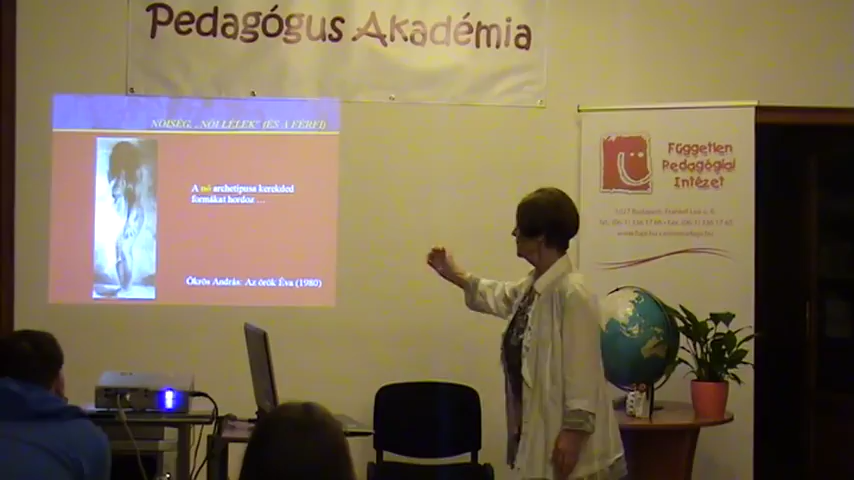 Pedagógus Akadémia
NŐISÉG, „NŐI LÉLEK” (ÉS A FÉRFI)
A nő archetípusa kerekded
formákat hordoz …
Ökrös András: Az örök Éva (1980)
Független
Pedagógiai
Intézet